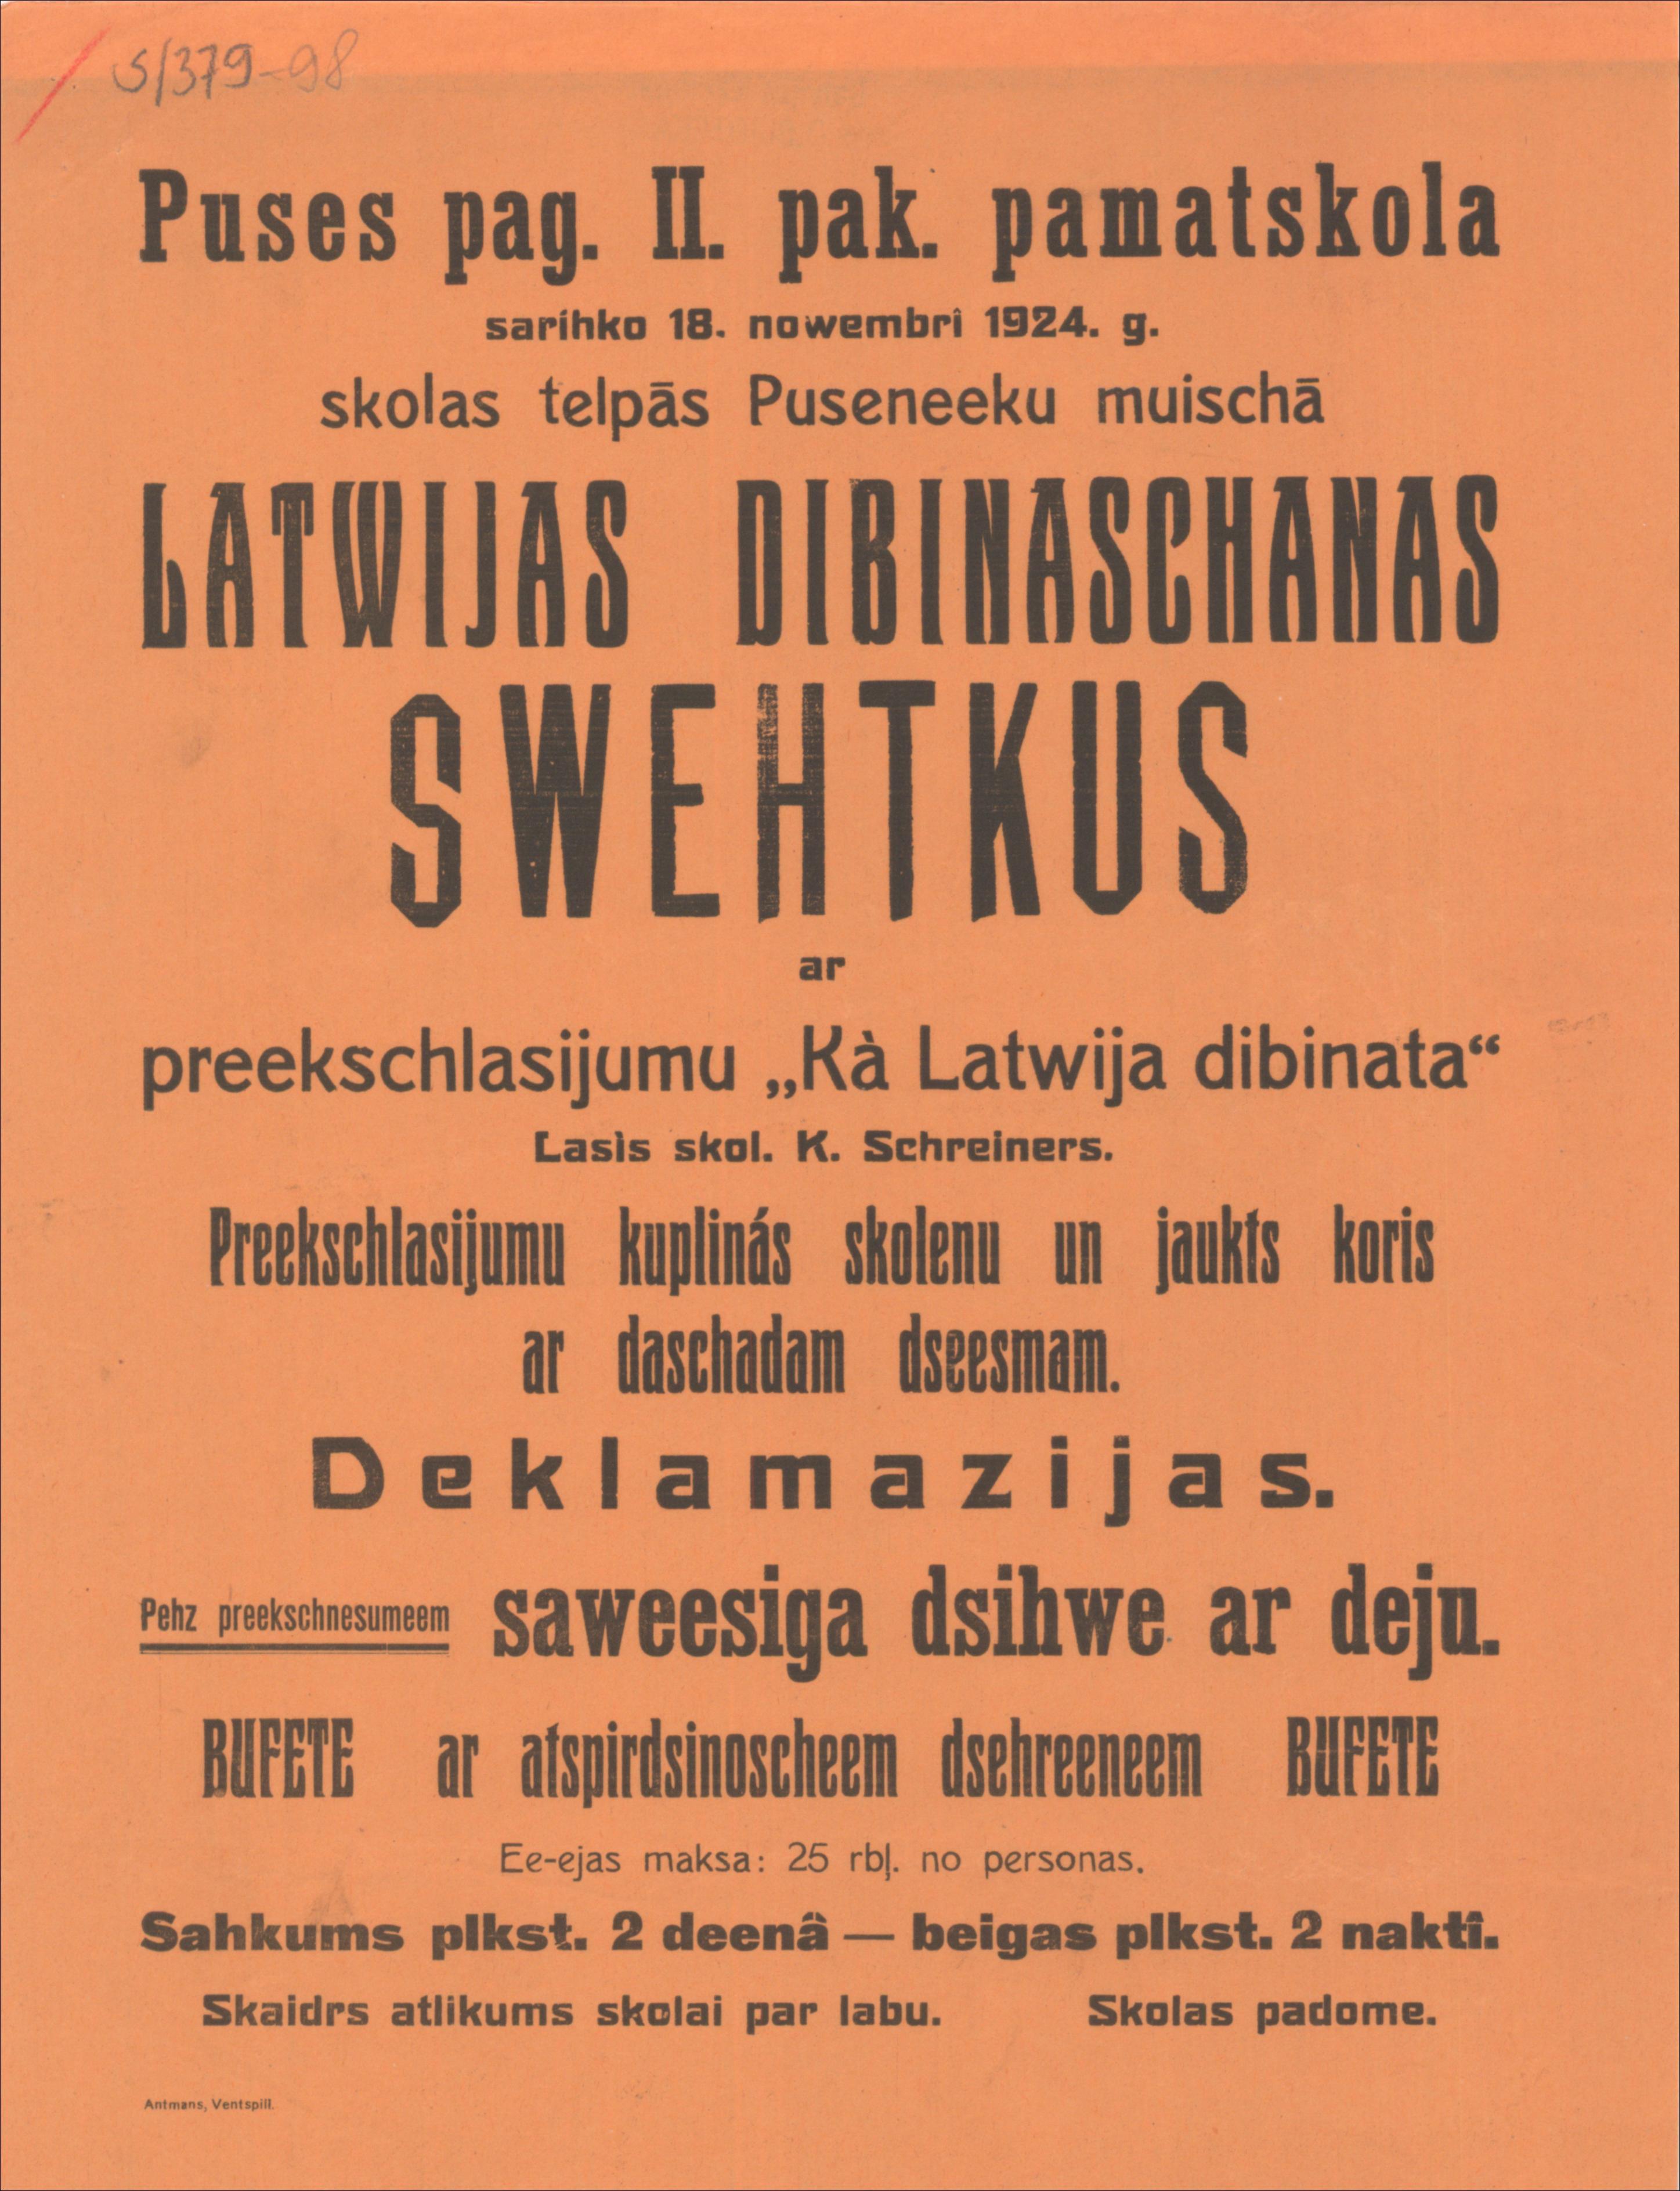 S/379-98
Puses pag. II. pak. pamatskola
sarihko 18. nowembrî 1924. g.
skolas telpās Puseneeku muischā
LATWIJAS DIBINASCHANAS
SWEHTKUS
ar
preekschlasijumu „Kà Latwija dibinata“
Lasìs skol. K. Schreiners.
Preekschlasijumu kuplinás skolenu un jaukts koris
ar daschadam dseesmam.
Deklamazijas.
Pehz preekschnesumeem saweesiga dsihwe ar deju.
BUFETE ar atspirdsinoscheem dsehreeneem BUFETE
Ee-ejas maksa: 25 rbļ. no personas.
Sahkums plkst. 2 deenâ — beigas plkst. 2 naktî.
Skaidrs atlikums skolai par labu. Skolas padome.
Antmans, Ventspilī.